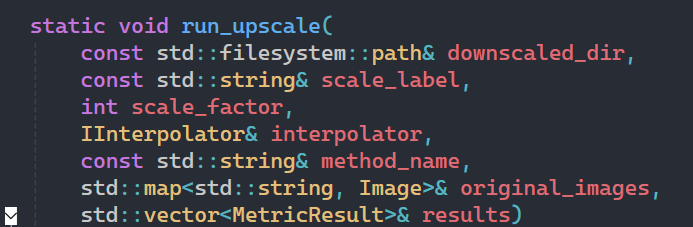 static void run_upscale(
const std::filesystem::path& downscaled_dir,
const std::string& scale_label,
int scale_factor,
IInterpolator& interpolator,
const std::string& method_name,
std::map<std::string, Image>& original_images,
std::vector<MetricResult>& results)